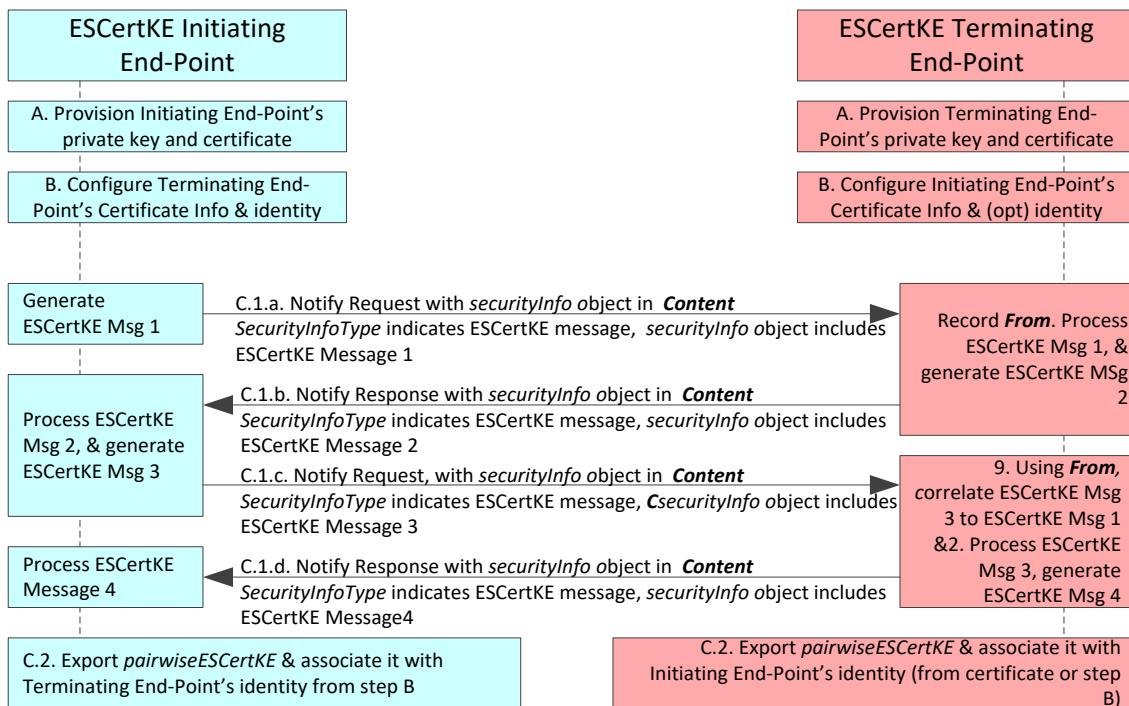 ESCertKE Initiating
End-Point
ESCertKE Terminating
End-Point
A. Provision Initiating End-Point's
private key and certificate
A. Provision Terminating End-
Point's private key and certificate
B. Configure Terminating End-
Point's Certificate Info & identity
B. Configure Initiating End-Point's
Certificate Info & (opt) identity
Generate
ESCertKE Msg 1
C.1.a. Notify Request with securityInfo object in Content
SecurityInfoType indicates ESCertKE message, securityInfo object includes
ESCertKE Message 1
Record From. Process
ESCertKE Msg 1, &
generate ESCertKE MSg
2
Process ESCertKE
Msg 2, & generate
ESCertKE Msg 3
C.1.b. Notify Response with securityInfo object in Content
SecurityInfoType indicates ESCertKE message, securityInfo object includes
ESCertKE Message 2
C.1.c. Notify Request, with securityInfo object in Content
SecurityInfoType indicates ESCertKE message, CsecurityInfo object includes
ESCertKE Message 3
9. Using From,
correlate ESCertKE Msg
3 to ESCertKE Msg 1
&2. Process ESCertKE
Msg 3, generate
ESCertKE Msg 4
Process ESCertKE
Message 4
C.1.d. Notify Response with securityInfo object in Content
SecurityInfoType indicates ESCertKE message, securityInfo object includes
ESCertKE Message4
C.2. Export pairwiseESCertKE & associate it with
Terminating End-Point's identity from step B
C.2. Export pairwiseESCertKE & associate it with
Initiating End-Point's identity (from certificate or step
B)